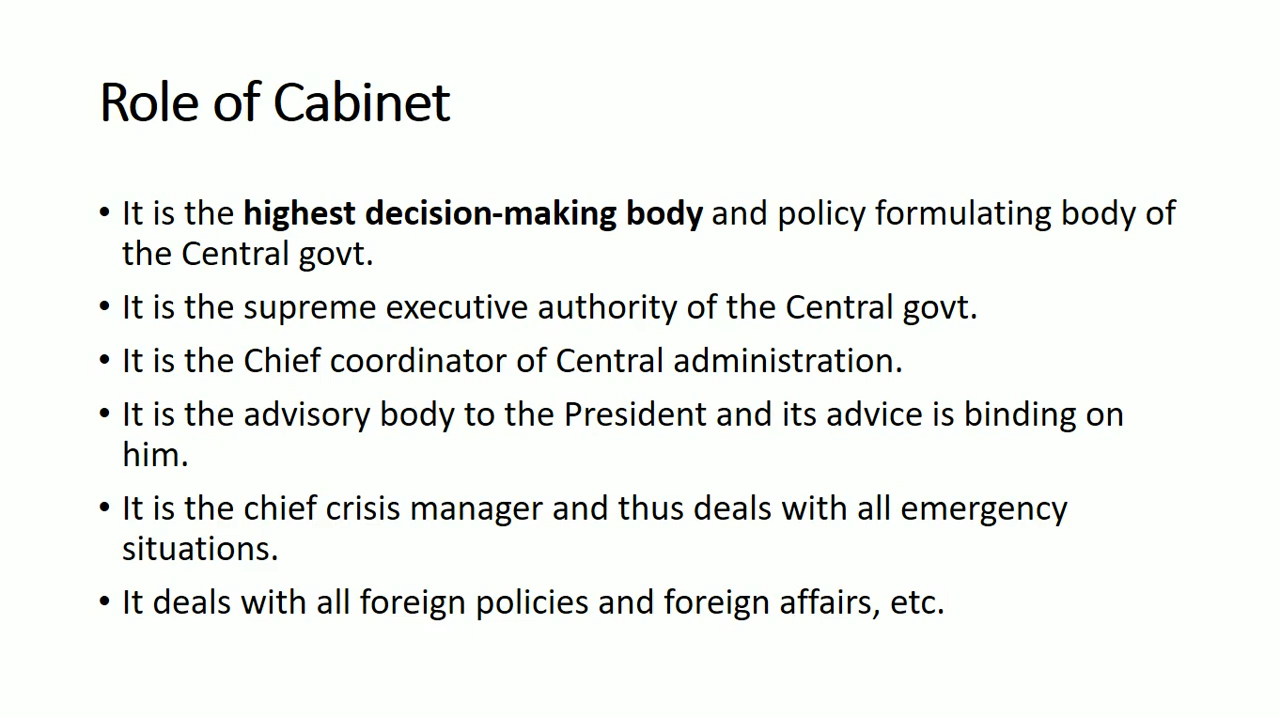 Role of Cabinet
• It is the highest decision-making body and policy formulating body of
the Central govt.
• It is the supreme executive authority of the Central govt.
• It is the Chief coordinator of Central administration.
• It is the advisory body to the President and its advice is binding on
him.
• It is the chief crisis manager and thus deals with all emergency
situations.
• It deals with all foreign policies and foreign affairs, etc.